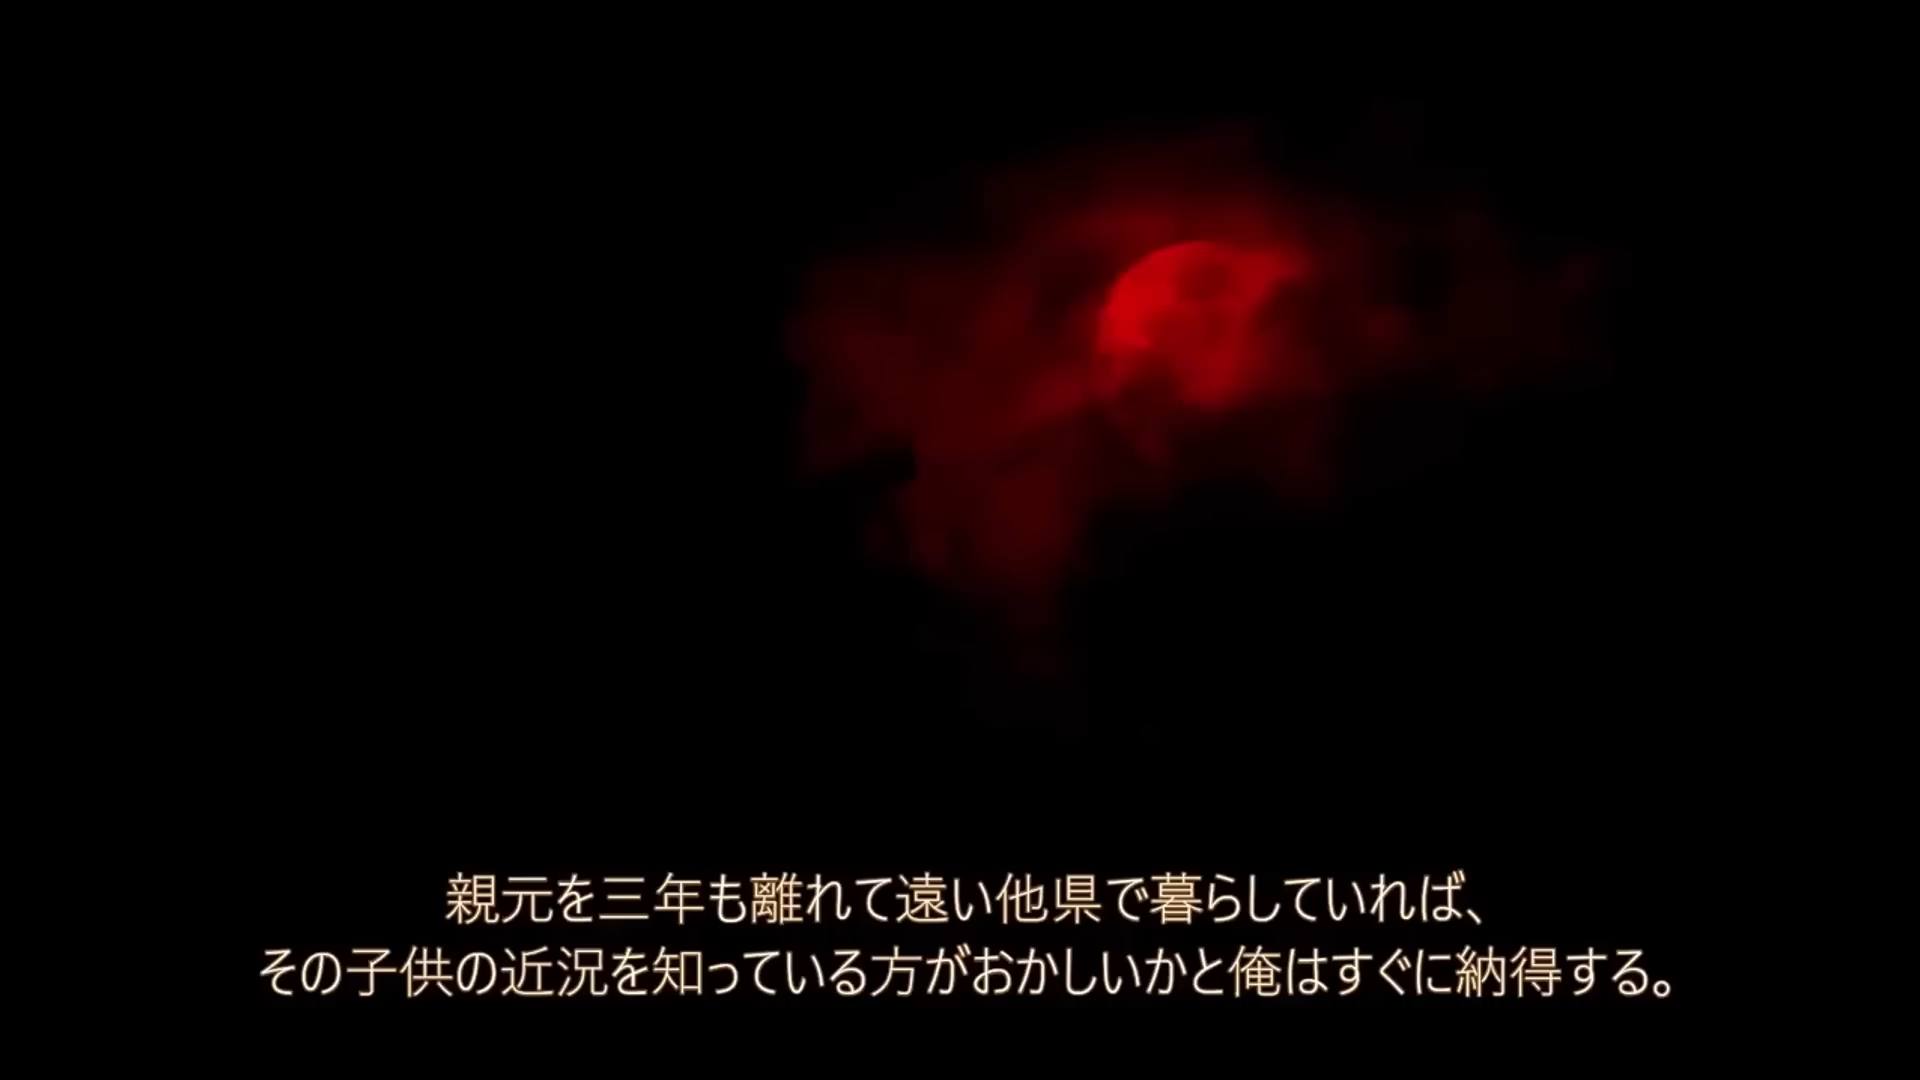 親元を三年も離れて遠い他県で暮らしていれば、
その子供の近況を知っている方がおかしいかと俺はすぐに納得する。